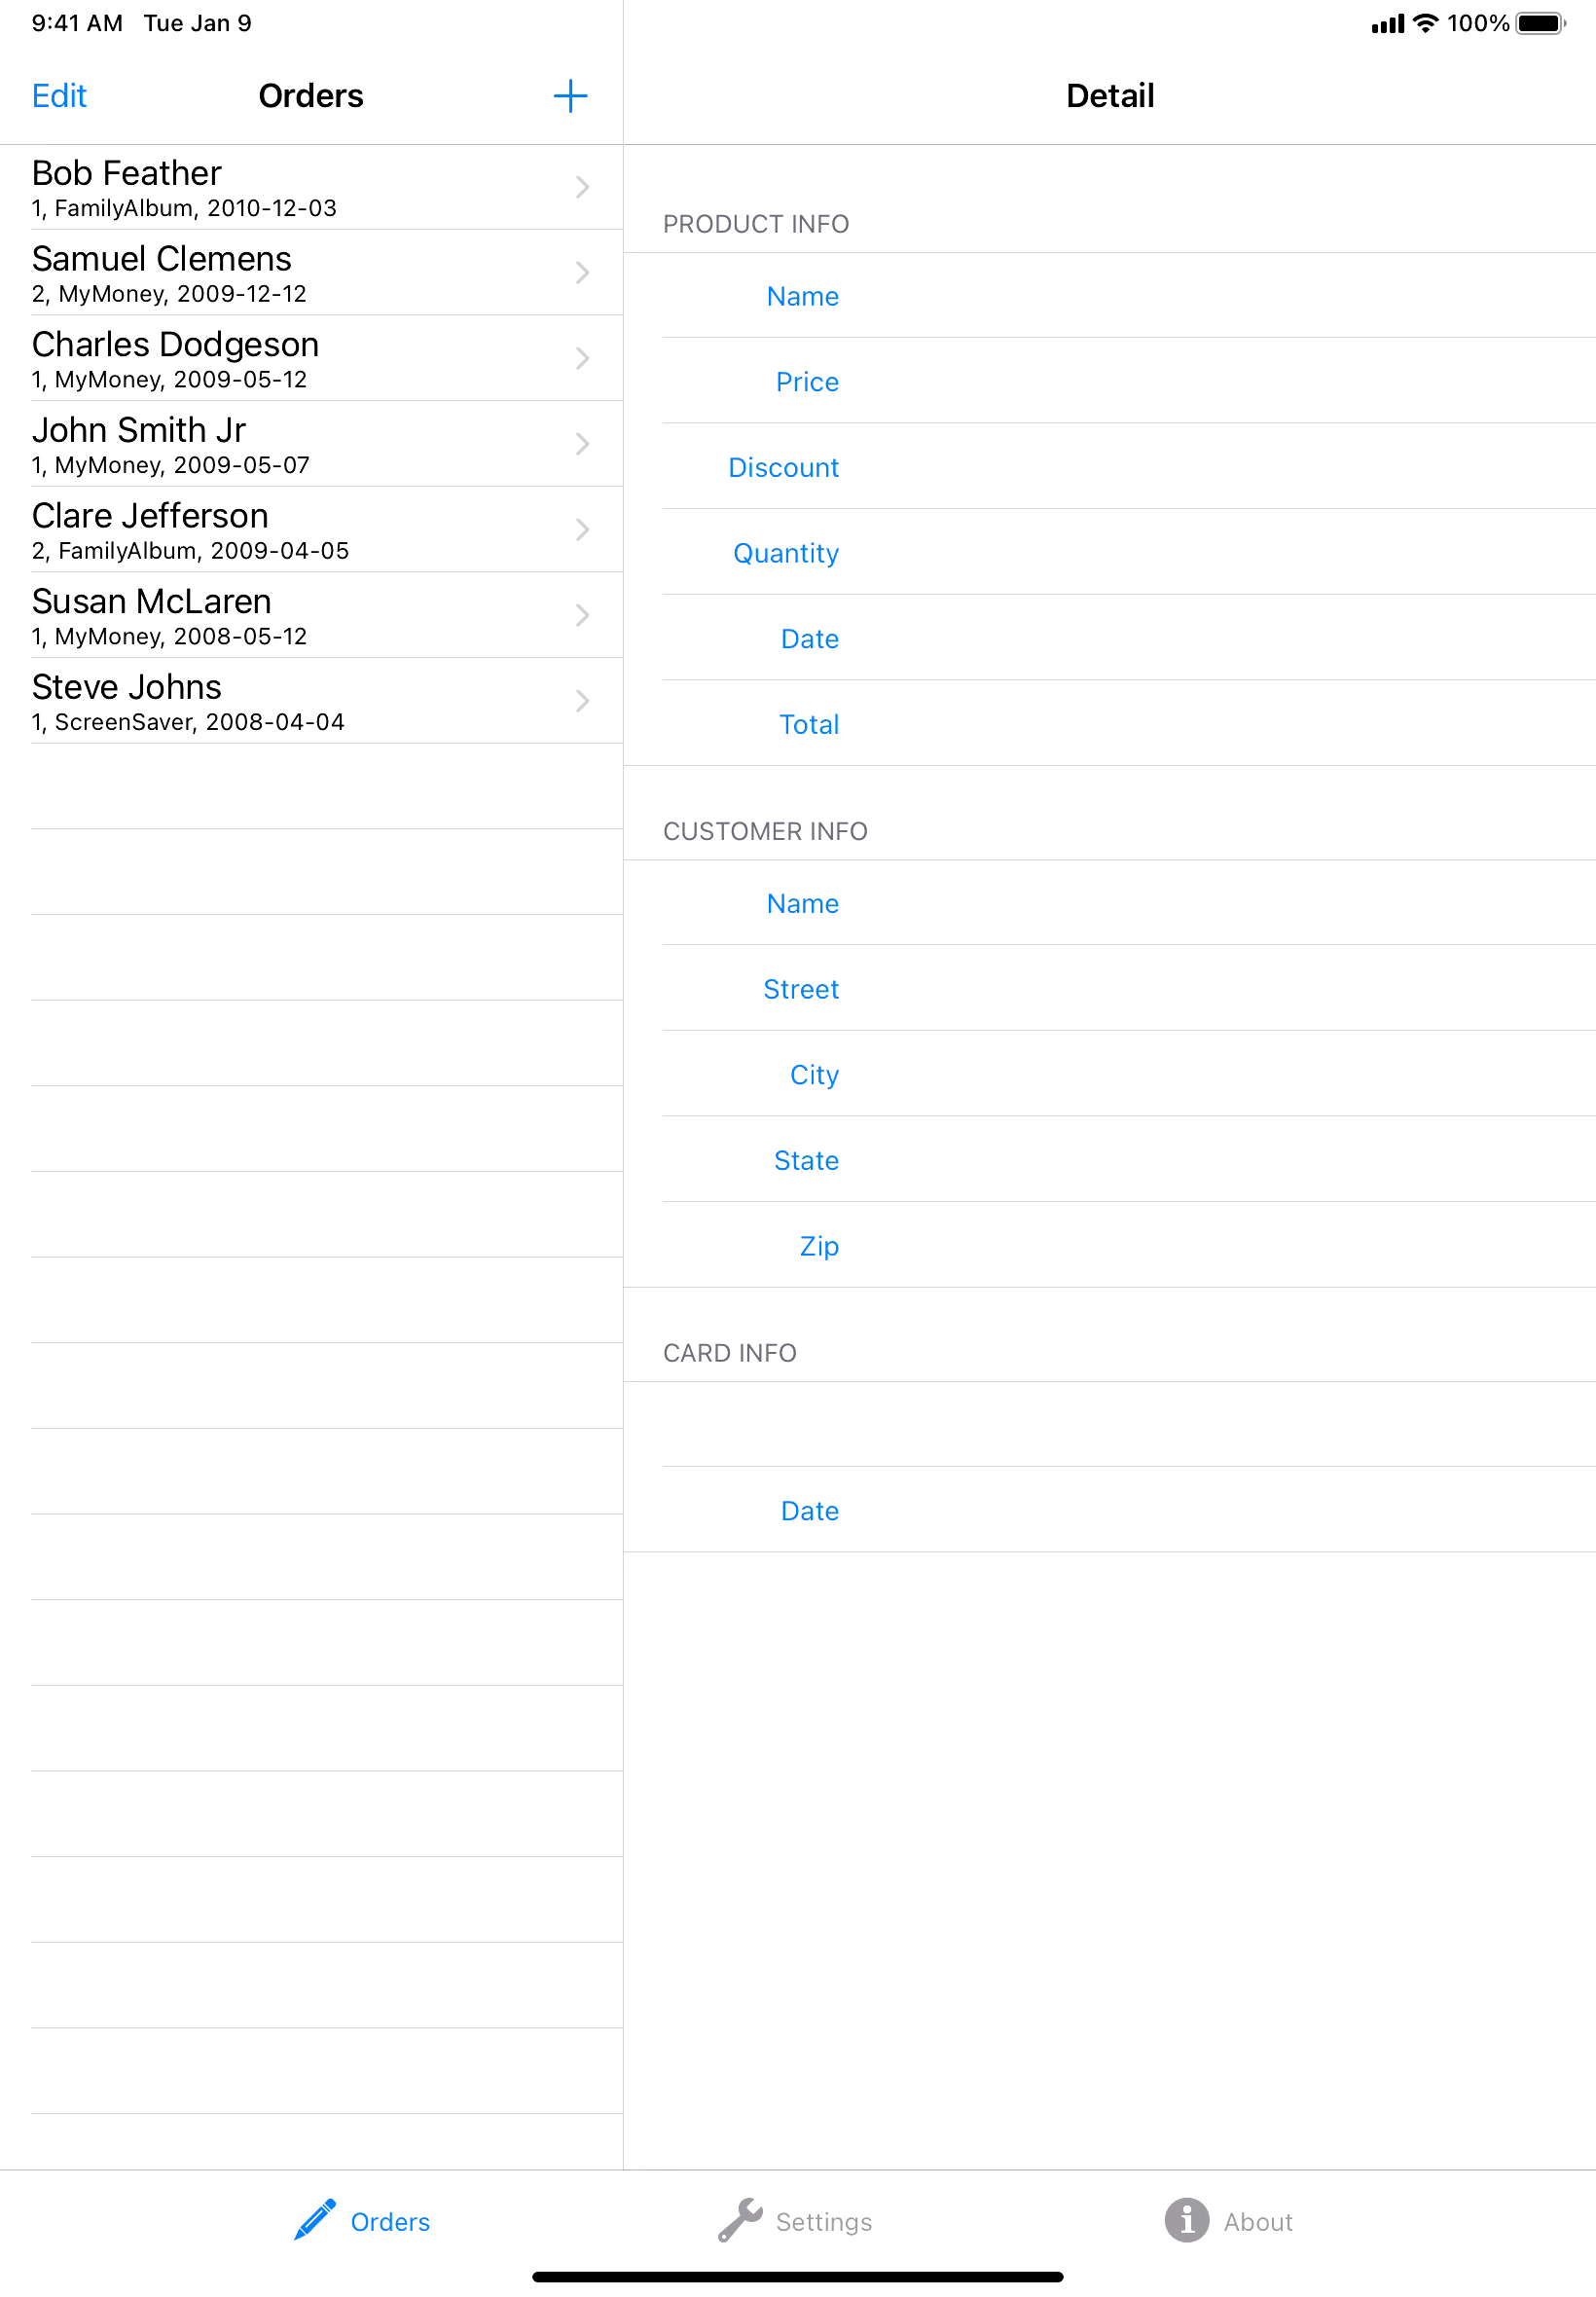 9:41 AM Tue Jan 9
100%
Edit
Orders
Detail
Bob Feather
1, FamilyAlbum, 2010-12-03
Samuel Clemens
2, MyMoney, 2009-12-12
Charles Dodgeson
1, MyMoney, 2009-05-12
John Smith Jr
1, MyMoney, 2009-05-07
Clare Jefferson
2, FamilyAlbum, 2009-04-05
Susan McLaren
1, MyMoney, 2008-05-12
Steve Johns
1, ScreenSaver, 2008-04-04
PRODUCT INFO
Name
Price
Discount
Quantity
Date
Total
CUSTOMER INFO
Name
Street
City
State
Zip
CARD INFO
Date
Orders
Settings
About